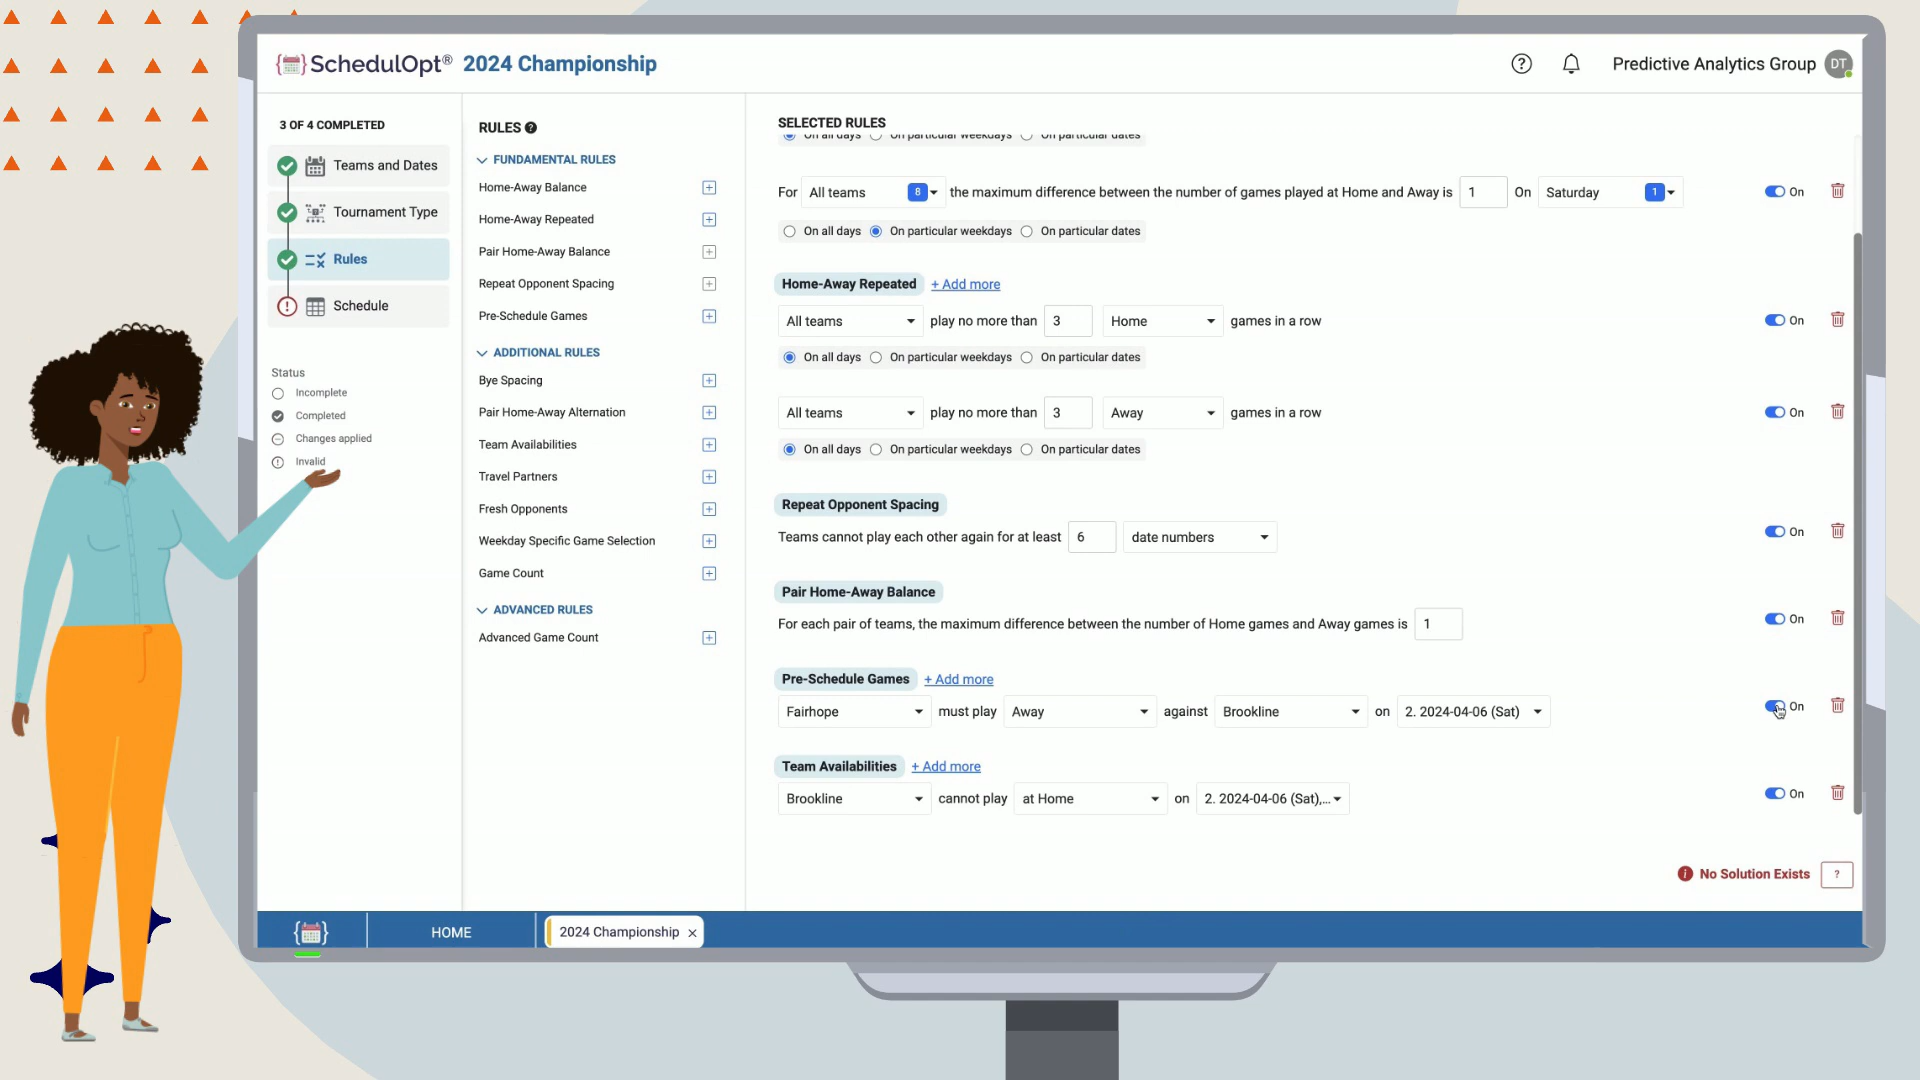 SchedulOpt® 2024 Championship
Predictive Analytics Group DT
3 OF 4 COMPLETED
Teams and Dates
Tournament Type
Rules
Schedule
Status
Incomplete
Completed
Changes applied
Invalid
RULES ?
FUNDAMENTAL RULES
Home-Away Balance
Home-Away Repeated
Pair Home-Away Balance
Repeat Opponent Spacing
Pre-Schedule Games
ADDITIONAL RULES
Bye Spacing
Pair Home-Away Alternation
Team Availabilities
Travel Partners
Fresh Opponents
Weekday Specific Game Selection
Game Count
ADVANCED RULES
Advanced Game Count
SELECTED RULES
On all days On particular weekdays On particular dates
For All teams 8 the maximum difference between the number of games played at Home and Away is 1 On Saturday 1 On
On all days On particular weekdays On particular dates
Home-Away Repeated + Add more
All teams play no more than 3 Home games in a row On
On all days On particular weekdays On particular dates
All teams play no more than 3 Away games in a row On
On all days On particular weekdays On particular dates
Repeat Opponent Spacing
Teams cannot play each other again for at least 6 date numbers On
Pair Home-Away Balance
For each pair of teams, the maximum difference between the number of Home games and Away games is 1 On
Pre-Schedule Games + Add more
Fairhope must play Away against Brookline on 2. 2024-04-06 (Sat) On
Team Availabilities + Add more
Brookline cannot play at Home on 2. 2024-04-06 (Sat),... On
No Solution Exists ?
HOME 2024 Championship ×